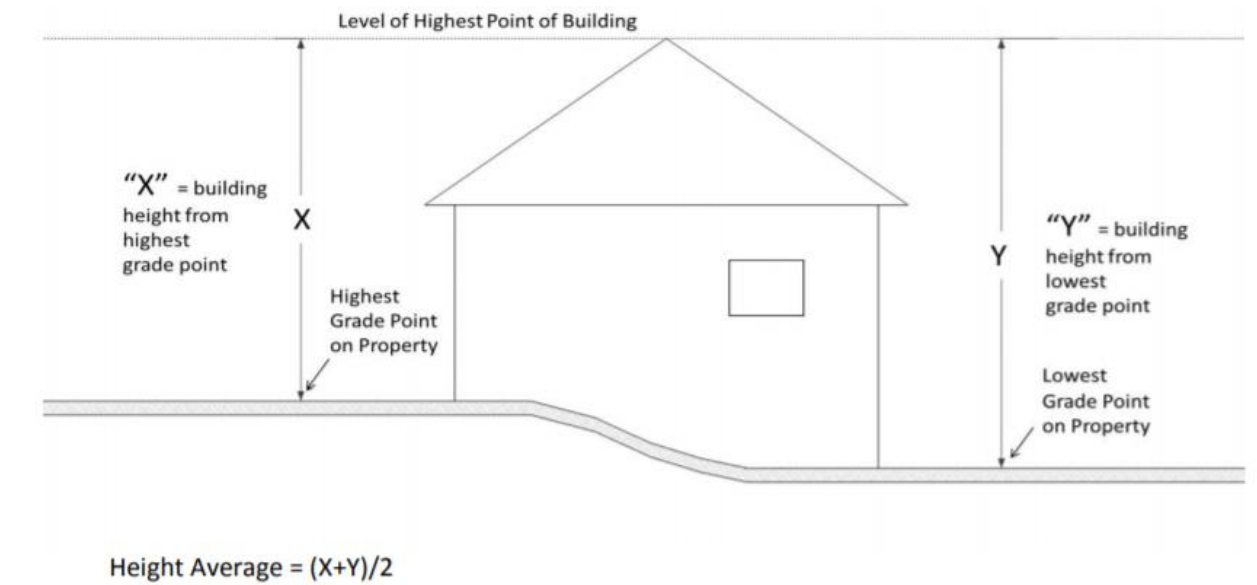 Level of Highest Point of Building
“X” = building
height from
highest
grade point
X
Highest
Grade Point
on Property
Y
“Y” = building
height from
lowest
grade point
Lowest
Grade Point
on Property
Height Average = (X+Y)/2